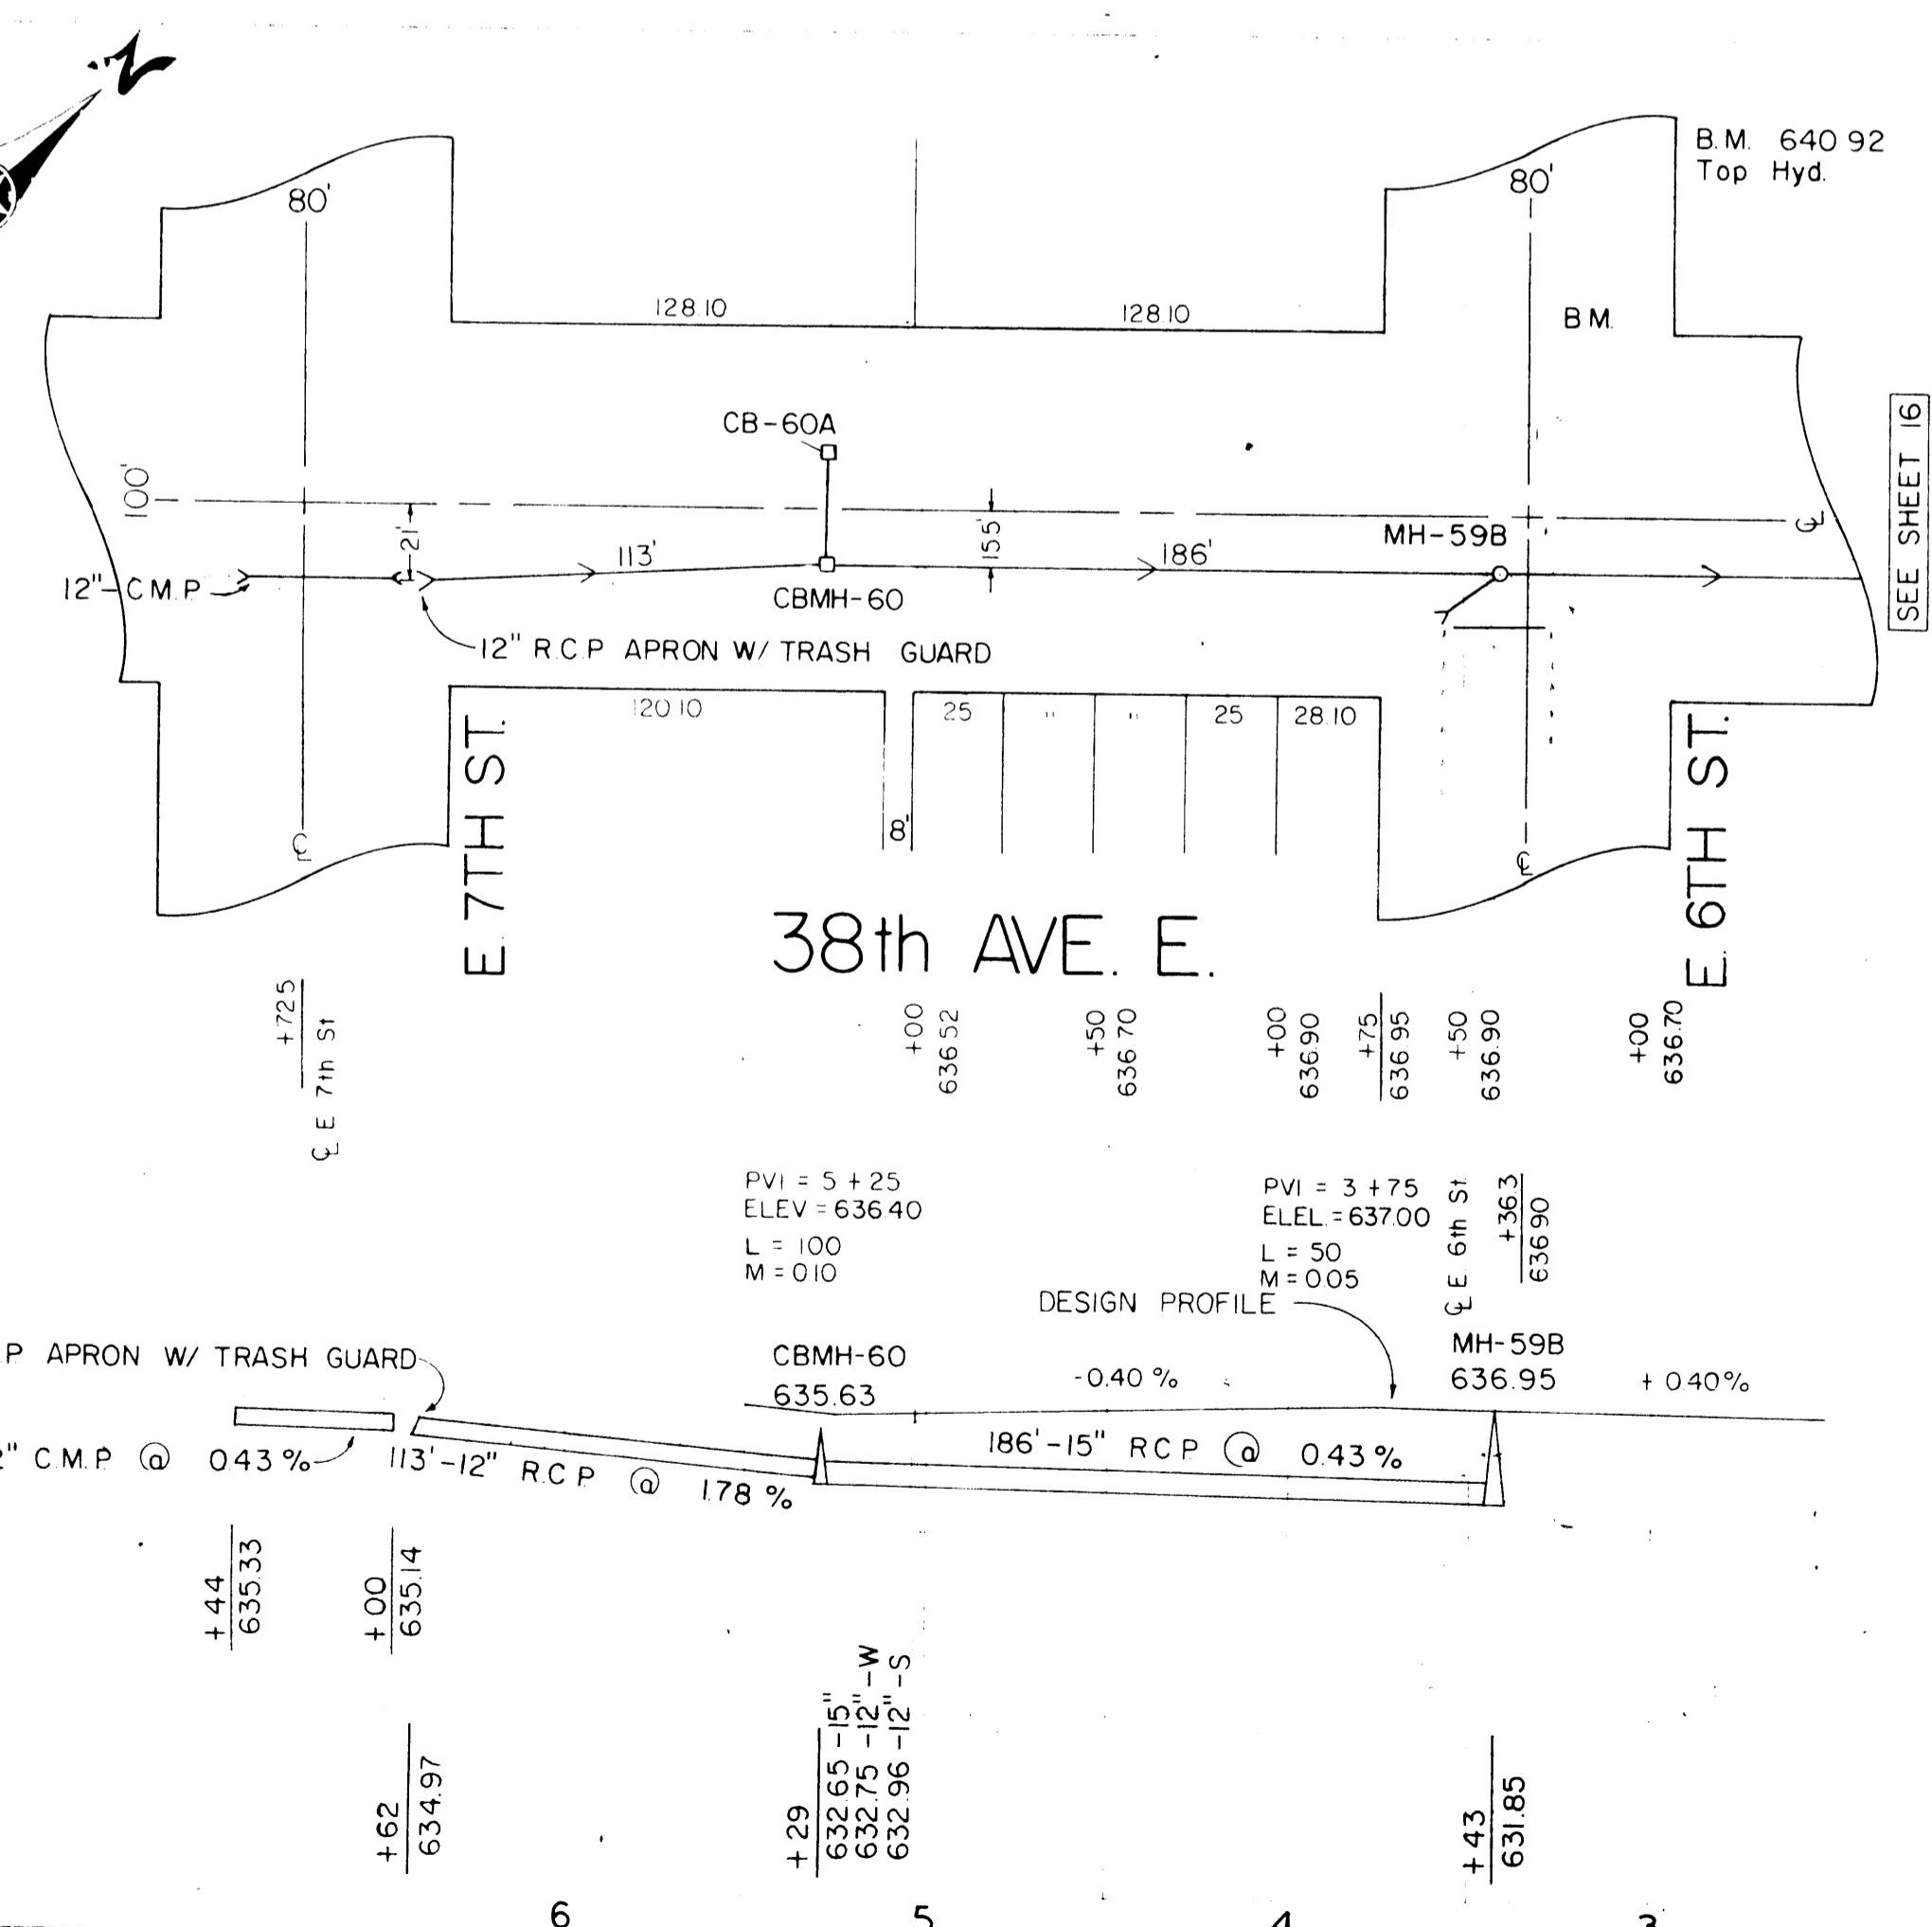 N
B.M. 640 92
Top Hyd.
80'
80'
128.10
128.10
B M.
CB-60A
100'
21'
113'
15.5'
MH-59B
186'
12"- C.M.P.
CBMH-60
12" R.C.P APRON W/ TRASH GUARD
SEE SHEET 16
120 10
25
"
"
25
28.10
8'
E. 7TH ST.
E. 6TH ST.
38th AVE. E.
+72.5
℄ E 7th St
+00
636 52
+50
636 70
+00
636.90
+75
636.95
+50
636.90
+00
636.70
PVI = 5 + 25
ELEV = 636 40
L = 100
M = 0.10
PVI = 3 +75
ELEL. = 637.00
L = 50
M = 0.05
℄ E. 6th St.
+36.3
636.90
DESIGN PROFILE
P APRON W/ TRASH GUARD
CBMH-60
635.63
-0.40 %
MH-59B
636.95
+ 0.40%
2" C.M.P. @ 0.43 %
113'-12" R.C.P. @ 1.78 %
186'-15" R C P @ 0.43 %
+ 44
635.33
+ 00
635.14
+62
634.97
+29
632.65 -15"
632.75 -12" -W
632.96 -12" -S
+43
631.85
6
5
4
3